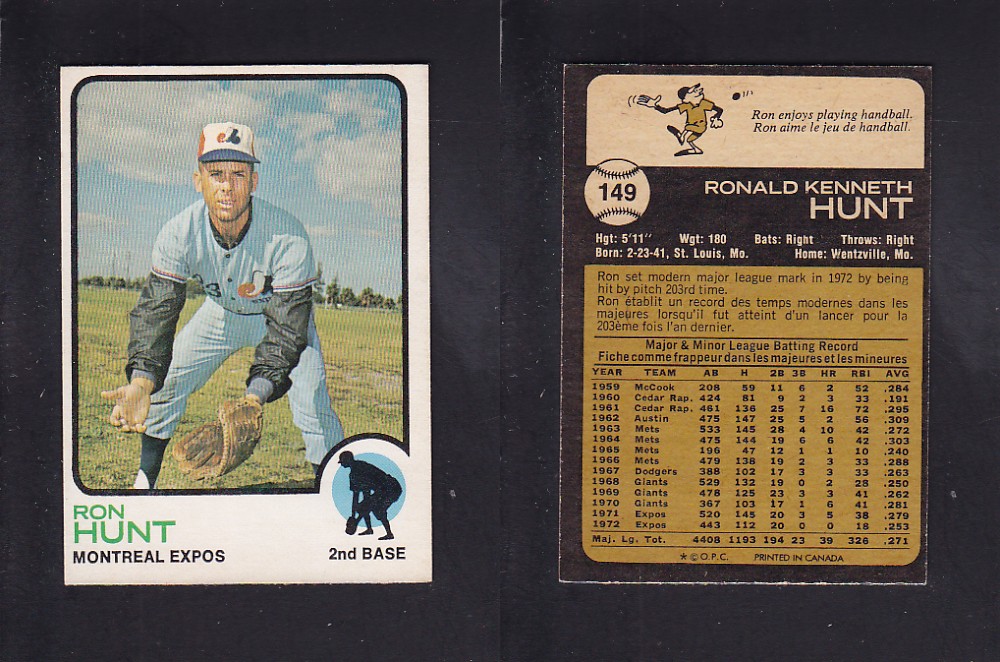 RON
HUNT
MONTREAL EXPOS
2nd BASE
Ron enjoys playing handball.
Ron aime le jeu de handball.
149
RONALD KENNETH
HUNT
Hgt: 5'11" Wgt: 180 Bats: Right Throws: Right
Born: 2-23-41, St. Louis, Mo. Home: Wentzville, Mo.
Ron set modern major league mark in 1972 by being
hit by pitch 203rd time.
Ron établit un record des temps modernes dans les
majeures lorsqu'il fut atteint d'un lancer pour la
203ème fois l'an dernier.
Major & Minor League Batting Record
Fiche comme frappeur dans les majeures et les mineures
YEAR TEAM AB H 2B 3B HR RBI AVG
1959 McCook 208 59 11 6 2 52 .284
1960 Cedar Rap. 424 81 9 2 3 33 .191
1961 Cedar Rap. 461 136 25 7 16 72 .295
1962 Austin 475 147 25 5 2 56 .309
1963 Mets 533 145 28 4 10 42 .272
1964 Mets 475 144 19 6 6 42 .303
1965 Mets 196 47 12 1 1 10 .240
1966 Mets 479 138 19 2 3 33 .288
1967 Dodgers 388 102 17 3 3 33 .263
1968 Giants 529 132 19 0 2 28 .250
1969 Giants 478 125 23 3 3 41 .262
1970 Giants 367 103 17 1 6 41 .281
1971 Expos 520 145 20 3 5 38 .279
1972 Expos 443 112 20 0 0 18 .253
Maj. Lg. Tot. 4408 1193 194 23 39 326 .271
* © O.P.C. PRINTED IN CANADA